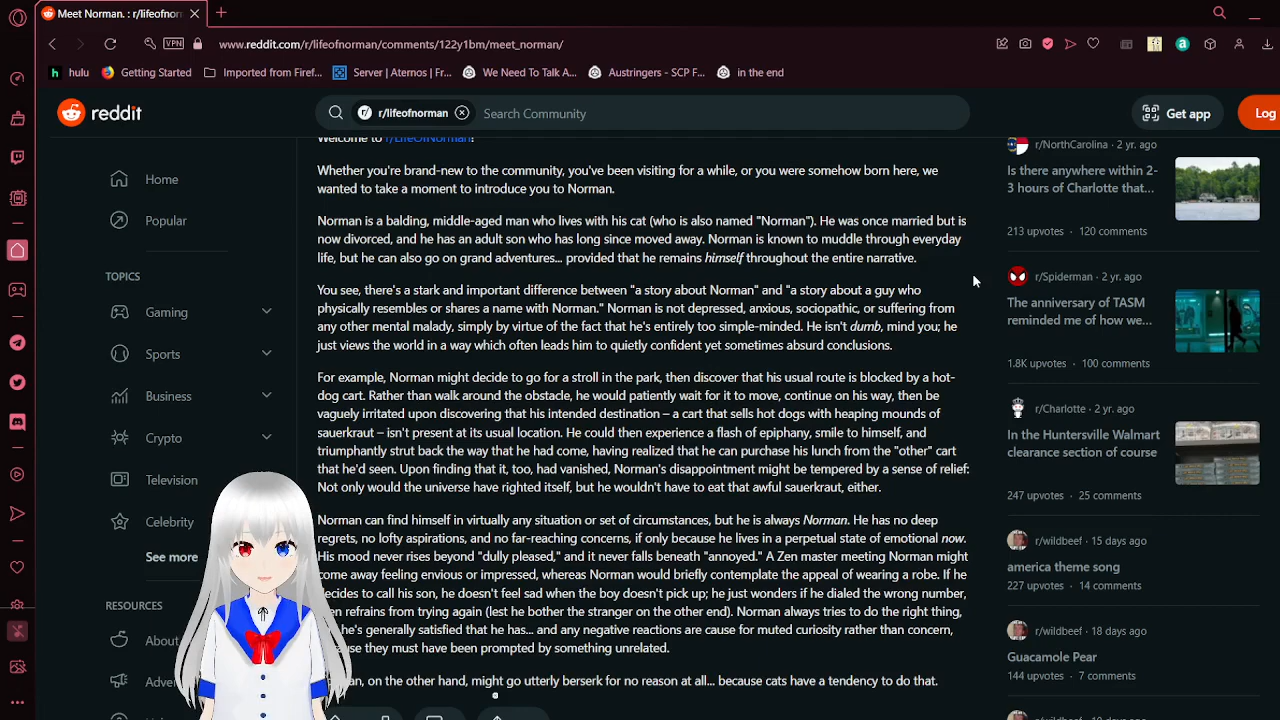 Meet Norman. : r/lifeofnorman
www.reddit.com/r/lifeofnorman/comments/122y1bm/meet_norman/
VPN
hulu
Getting Started
Imported from Firef...
Server | Aternos | Fr...
We Need To Talk A...
Austringers - SCP F...
in the end
reddit
r/lifeofnorman
Search Community
Get app
Log
Home
Popular
TOPICS
Gaming
Sports
Business
Crypto
Television
Celebrity
See more
RESOURCES
About
Welcome to r/LifeOfNorman!
Whether you're brand-new to the community, you've been visiting for a while, or you were somehow born here, we
wanted to take a moment to introduce you to Norman.
Norman is a balding, middle-aged man who lives with his cat (who is also named "Norman"). He was once married but is
now divorced, and he has an adult son who has long since moved away. Norman is known to muddle through everyday
life, but he can also go on grand adventures... provided that he remains himself throughout the entire narrative.
You see, there's a stark and important difference between "a story about Norman" and "a story about a guy who
physically resembles or shares a name with Norman." Norman is not depressed, anxious, sociopathic, or suffering from
any other mental malady, simply by virtue of the fact that he's entirely too simple-minded. He isn't dumb, mind you; he
just views the world in a way which often leads him to quietly confident yet sometimes absurd conclusions.
For example, Norman might decide to go for a stroll in the park, then discover that his usual route is blocked by a hot-
dog cart. Rather than walk around the obstacle, he would patiently wait for it to move, continue on his way, then be
vaguely irritated upon discovering that his intended destination – a cart that sells hot dogs with heaping mounds of
sauerkraut – isn't present at its usual location. He could then experience a flash of epiphany, smile to himself, and
triumphantly strut back the way that he had come, having realized that he can purchase his lunch from the "other" cart
that he'd seen. Upon finding that it, too, had vanished, Norman's disappointment might be tempered by a sense of relief:
Not only would the universe have righted itself, but he wouldn't have to eat that awful sauerkraut, either.
Norman can find himself in virtually any situation or set of circumstances, but he is always Norman. He has no deep
regrets, no lofty aspirations, and no far-reaching concerns, if only because he lives in a perpetual state of emotional now.
His mood never rises beyond "dully pleased," and it never falls beneath "annoyed." A Zen master meeting Norman might
come away feeling envious or impressed, whereas Norman would briefly contemplate the appeal of wearing a robe. If he
decides to call his son, he doesn't feel sad when the boy doesn't pick up; he just wonders if he dialed the wrong number,
then refrains from trying again (lest he bother the stranger on the other end). Norman always tries to do the right thing,
he's generally satisfied that he has... and any negative reactions are cause for muted curiosity rather than concern,
because they must have been prompted by something unrelated.
on the other hand, might go utterly berserk for no reason at all... because cats have a tendency to do that.
r/NorthCarolina · 2 yr. ago
Is there anywhere within 2-
3 hours of Charlotte that...
213 upvotes · 120 comments
r/Spiderman · 2 yr. ago
The anniversary of TASM
reminded me of how we...
1.8K upvotes · 100 comments
r/Charlotte · 2 yr. ago
In the Huntersville Walmart
clearance section of course
247 upvotes · 25 comments
r/wildbeef · 15 days ago
america theme song
227 upvotes · 14 comments
r/wildbeef · 18 days ago
Guacamole Pear
144 upvotes · 7 comments